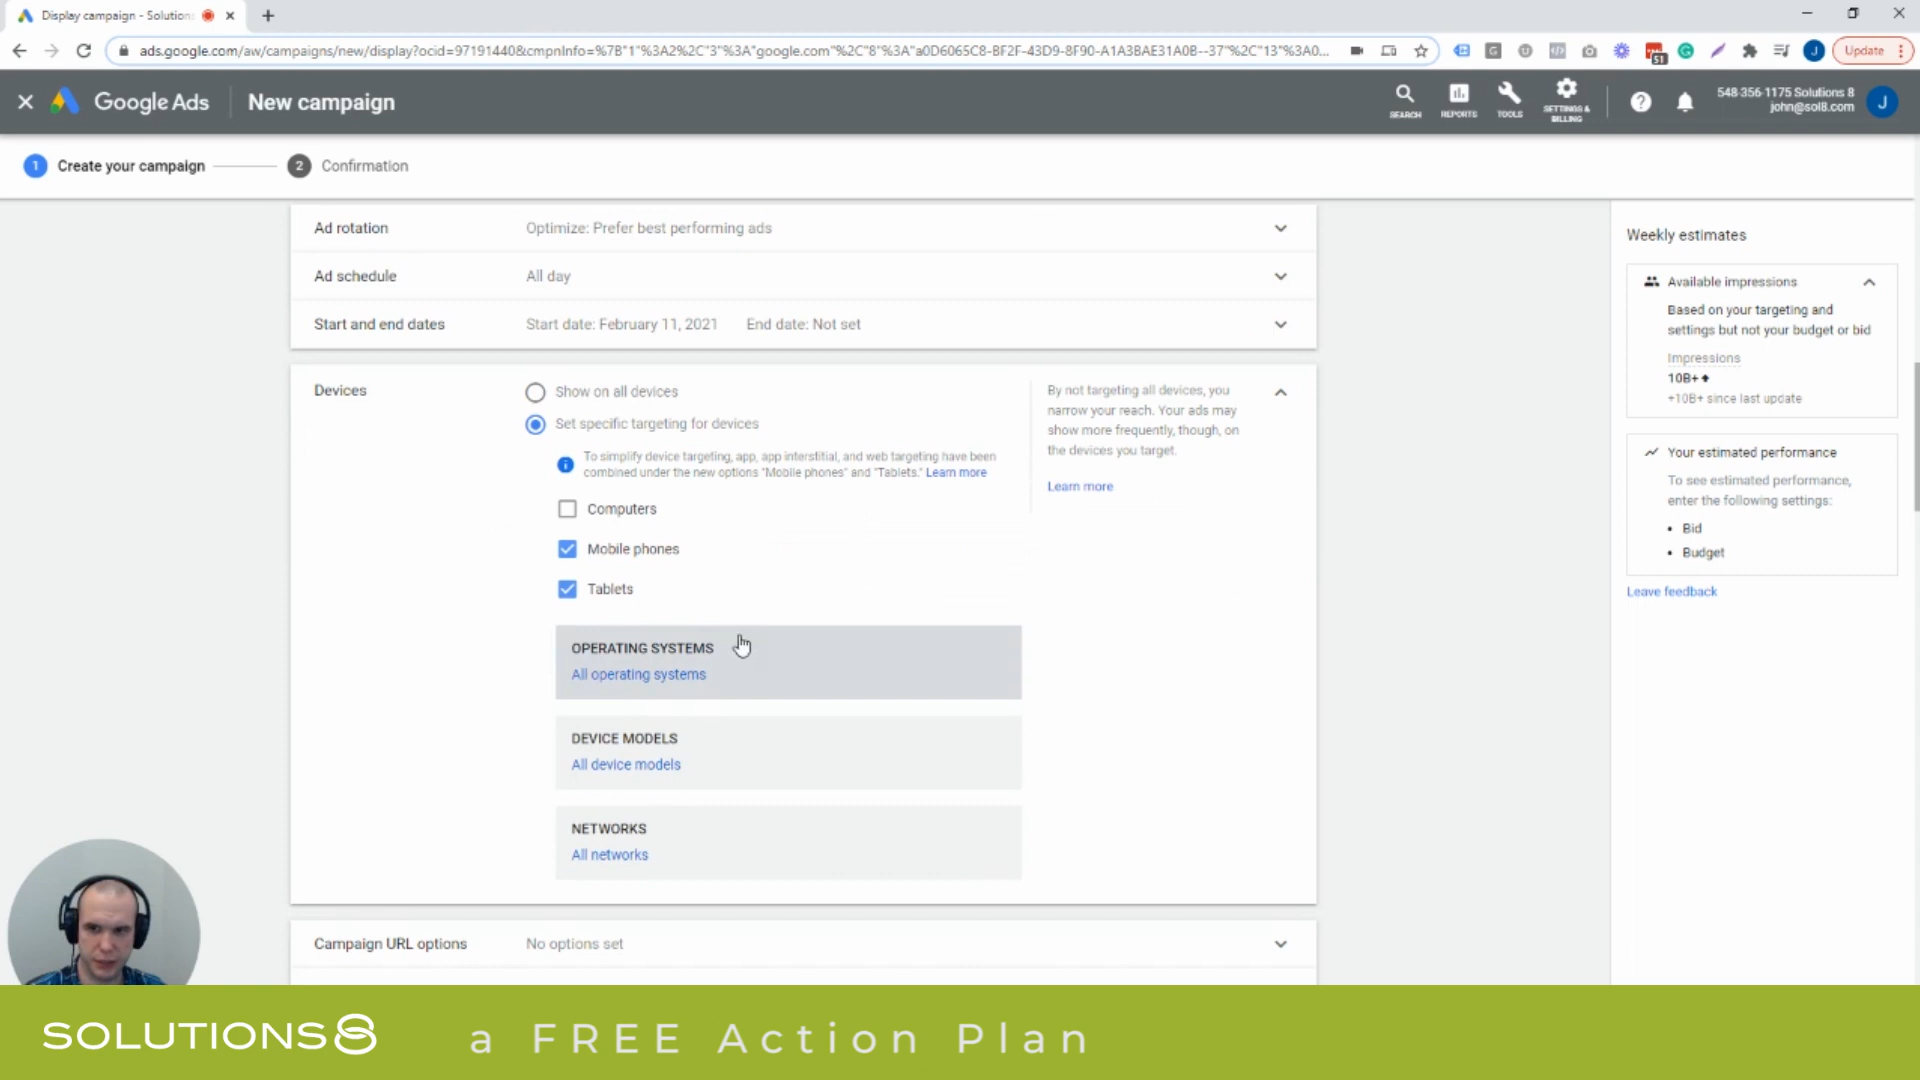 Display campaign - Solution
ads.google.com/aw/campaigns/new/display?ocid=97191440&cmpnInfo=%7B"1"%3A2%2C"3"%3A"google.com"%2C"8"%3A"a0D6065C8-BF2F-43D9-8F90-A1A3BAE31A0B--37"%2C"13"%3A0...
51
J
Update
Google Ads
New campaign
SEARCH
REPORTS
TOOLS
SETTINGS &
BILLING
548-356-1175 Solutions 8
john@sol8.com
J
1 Create your campaign
2 Confirmation
Ad rotation Optimize: Prefer best performing ads
Ad schedule All day
Start and end dates Start date: February 11, 2021 End date: Not set
Devices
Show on all devices
Set specific targeting for devices
To simplify device targeting, app, app interstitial, and web targeting have been
combined under the new options "Mobile phones" and "Tablets." Learn more
Computers
Mobile phones
Tablets
OPERATING SYSTEMS
All operating systems
DEVICE MODELS
All device models
NETWORKS
All networks
By not targeting all devices, you
narrow your reach. Your ads may
show more frequently, though, on
the devices you target.
Learn more
Campaign URL options No options set
Weekly estimates
Available impressions
Based on your targeting and
settings but not your budget or bid
Impressions
10B+
+10B+ since last update
Your estimated performance
To see estimated performance,
enter the following settings:
• Bid
• Budget
Leave feedback
SOLUTIONS8
a FREE Action Plan